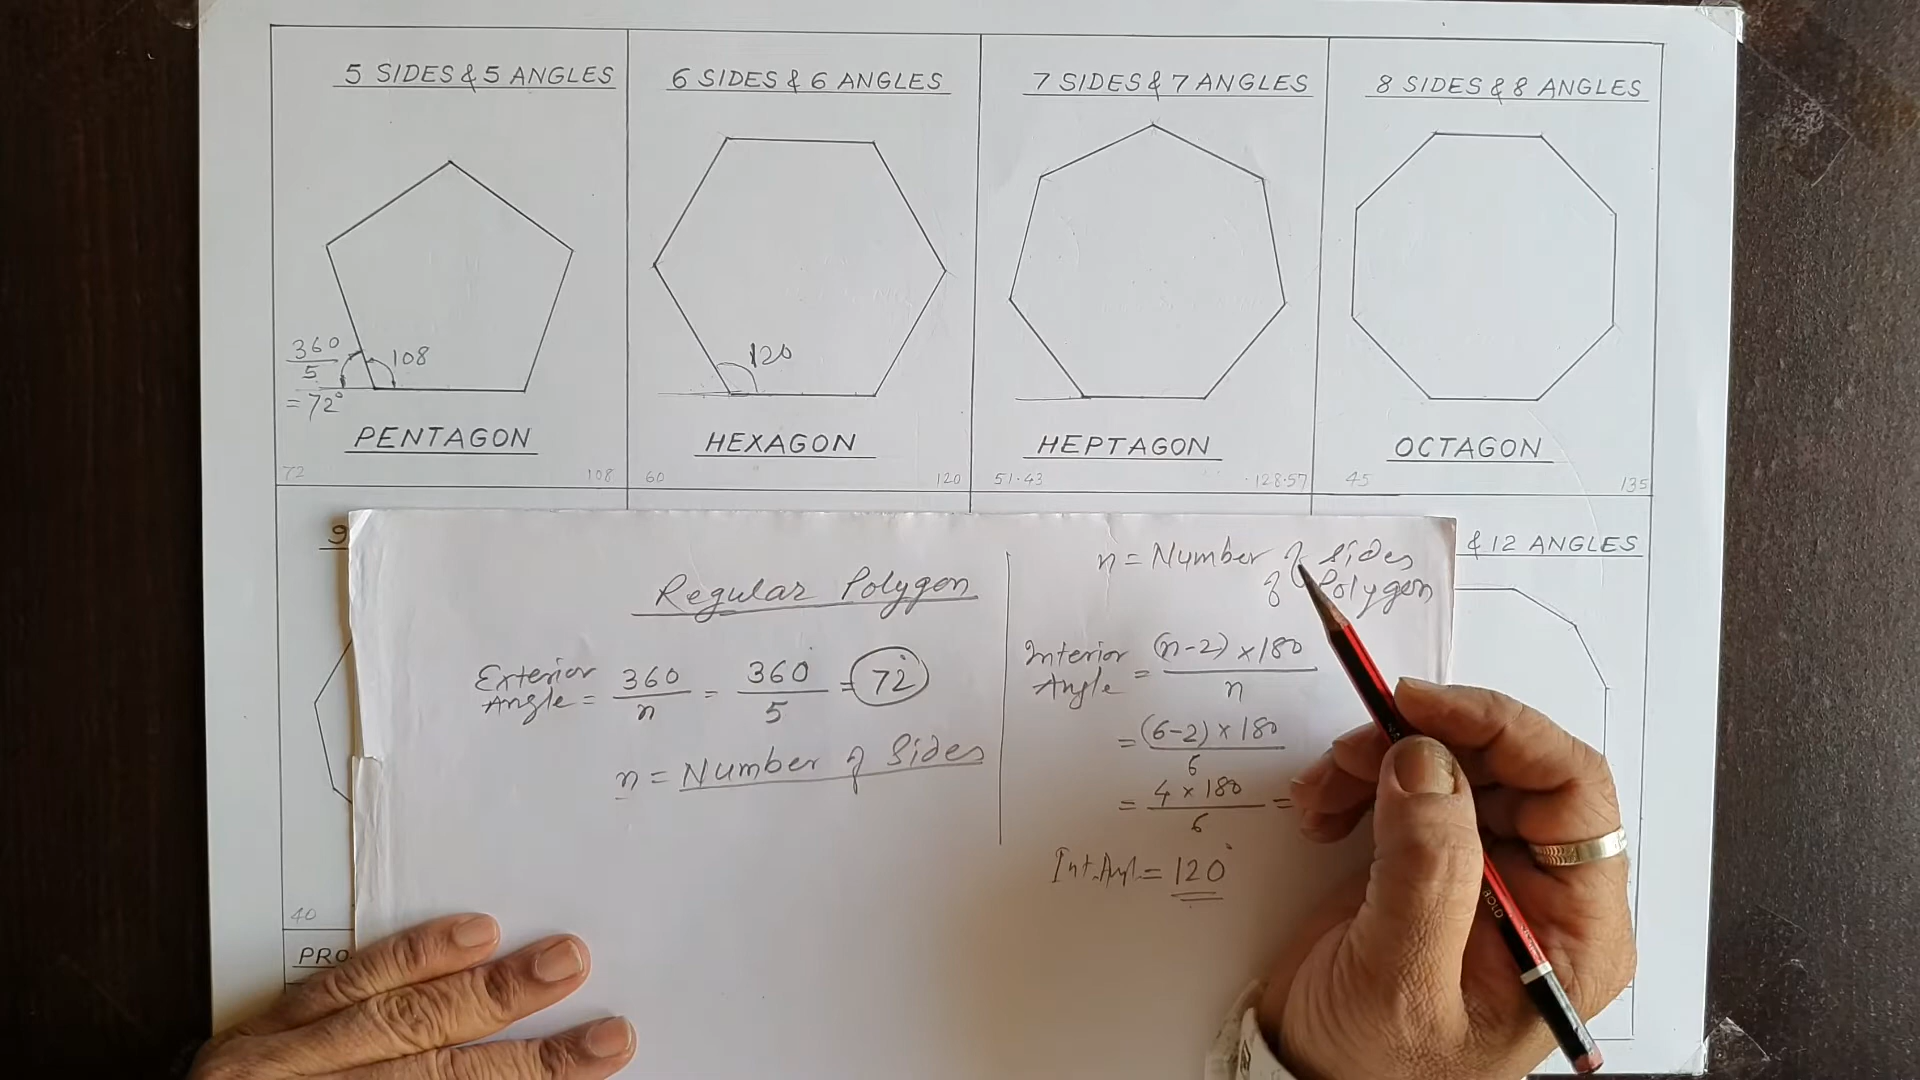 5 SIDES & 5 ANGLES
6 SIDES & 6 ANGLES
7 SIDES & 7 ANGLES
8 SIDES & 8 ANGLES
360
5
= 72°
108
120
PENTAGON
HEXAGON
HEPTAGON
OCTAGON
72
108
60
120
51.43
128.57
45
135
9
& 12 ANGLES
40
PRO
Regular Polygon
Exterior Angle = 360/n = 360°/5 = 72°
n = Number of Sides
n = Number of Sides
of Polygon
Interior Angle = (n-2) × 180 / n
= (6-2) × 180 / 6
= 4 × 180 / 6 =
Int. Angl = 120°